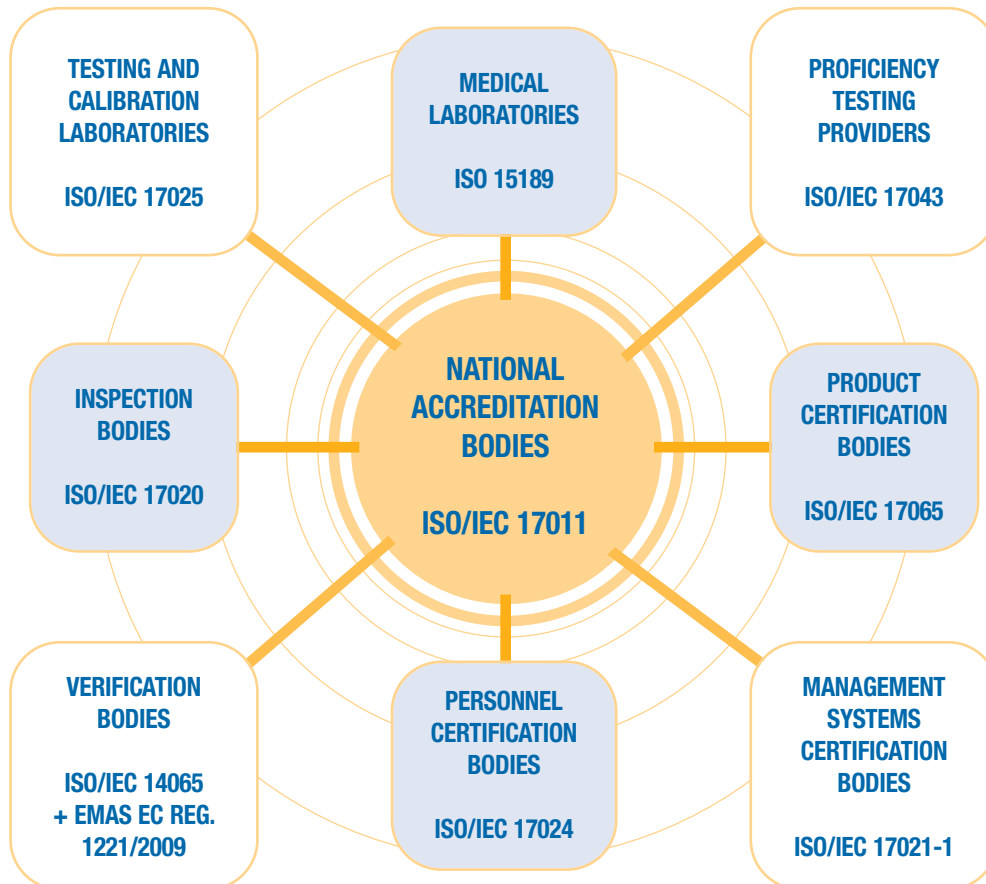 TESTING AND
CALIBRATION
LABORATORIES
ISO/IEC 17025
MEDICAL
LABORATORIES
ISO 15189
PROFICIENCY
TESTING
PROVIDERS
ISO/IEC 17043
INSPECTION
BODIES
ISO/IEC 17020
NATIONAL
ACCREDITATION
BODIES
ISO/IEC 17011
PRODUCT
CERTIFICATION
BODIES
ISO/IEC 17065
VERIFICATION
BODIES
ISO/IEC 14065
+ EMAS EC REG.
1221/2009
PERSONNEL
CERTIFICATION
BODIES
ISO/IEC 17024
MANAGEMENT
SYSTEMS
CERTIFICATION
BODIES
ISO/IEC 17021-1